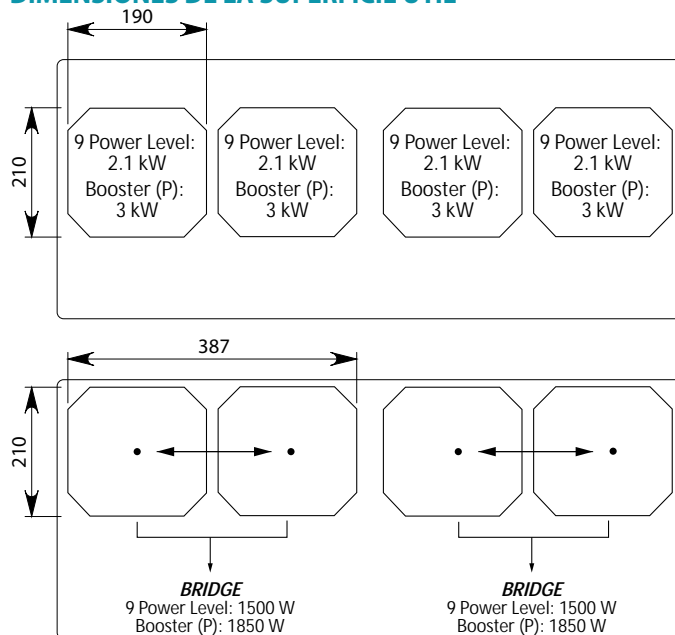 DIMENSIONES DE LA SUPERFICIE ÚTIL
190
210
9 Power Level:
2.1 kW
Booster (P):
3 kW
9 Power Level:
2.1 kW
Booster (P):
3 kW
9 Power Level:
2.1 kW
Booster (P):
3 kW
9 Power Level:
2.1 kW
Booster (P):
3 kW
387
210
BRIDGE
9 Power Level: 1500 W
Booster (P): 1850 W
BRIDGE
9 Power Level: 1500 W
Booster (P): 1850 W